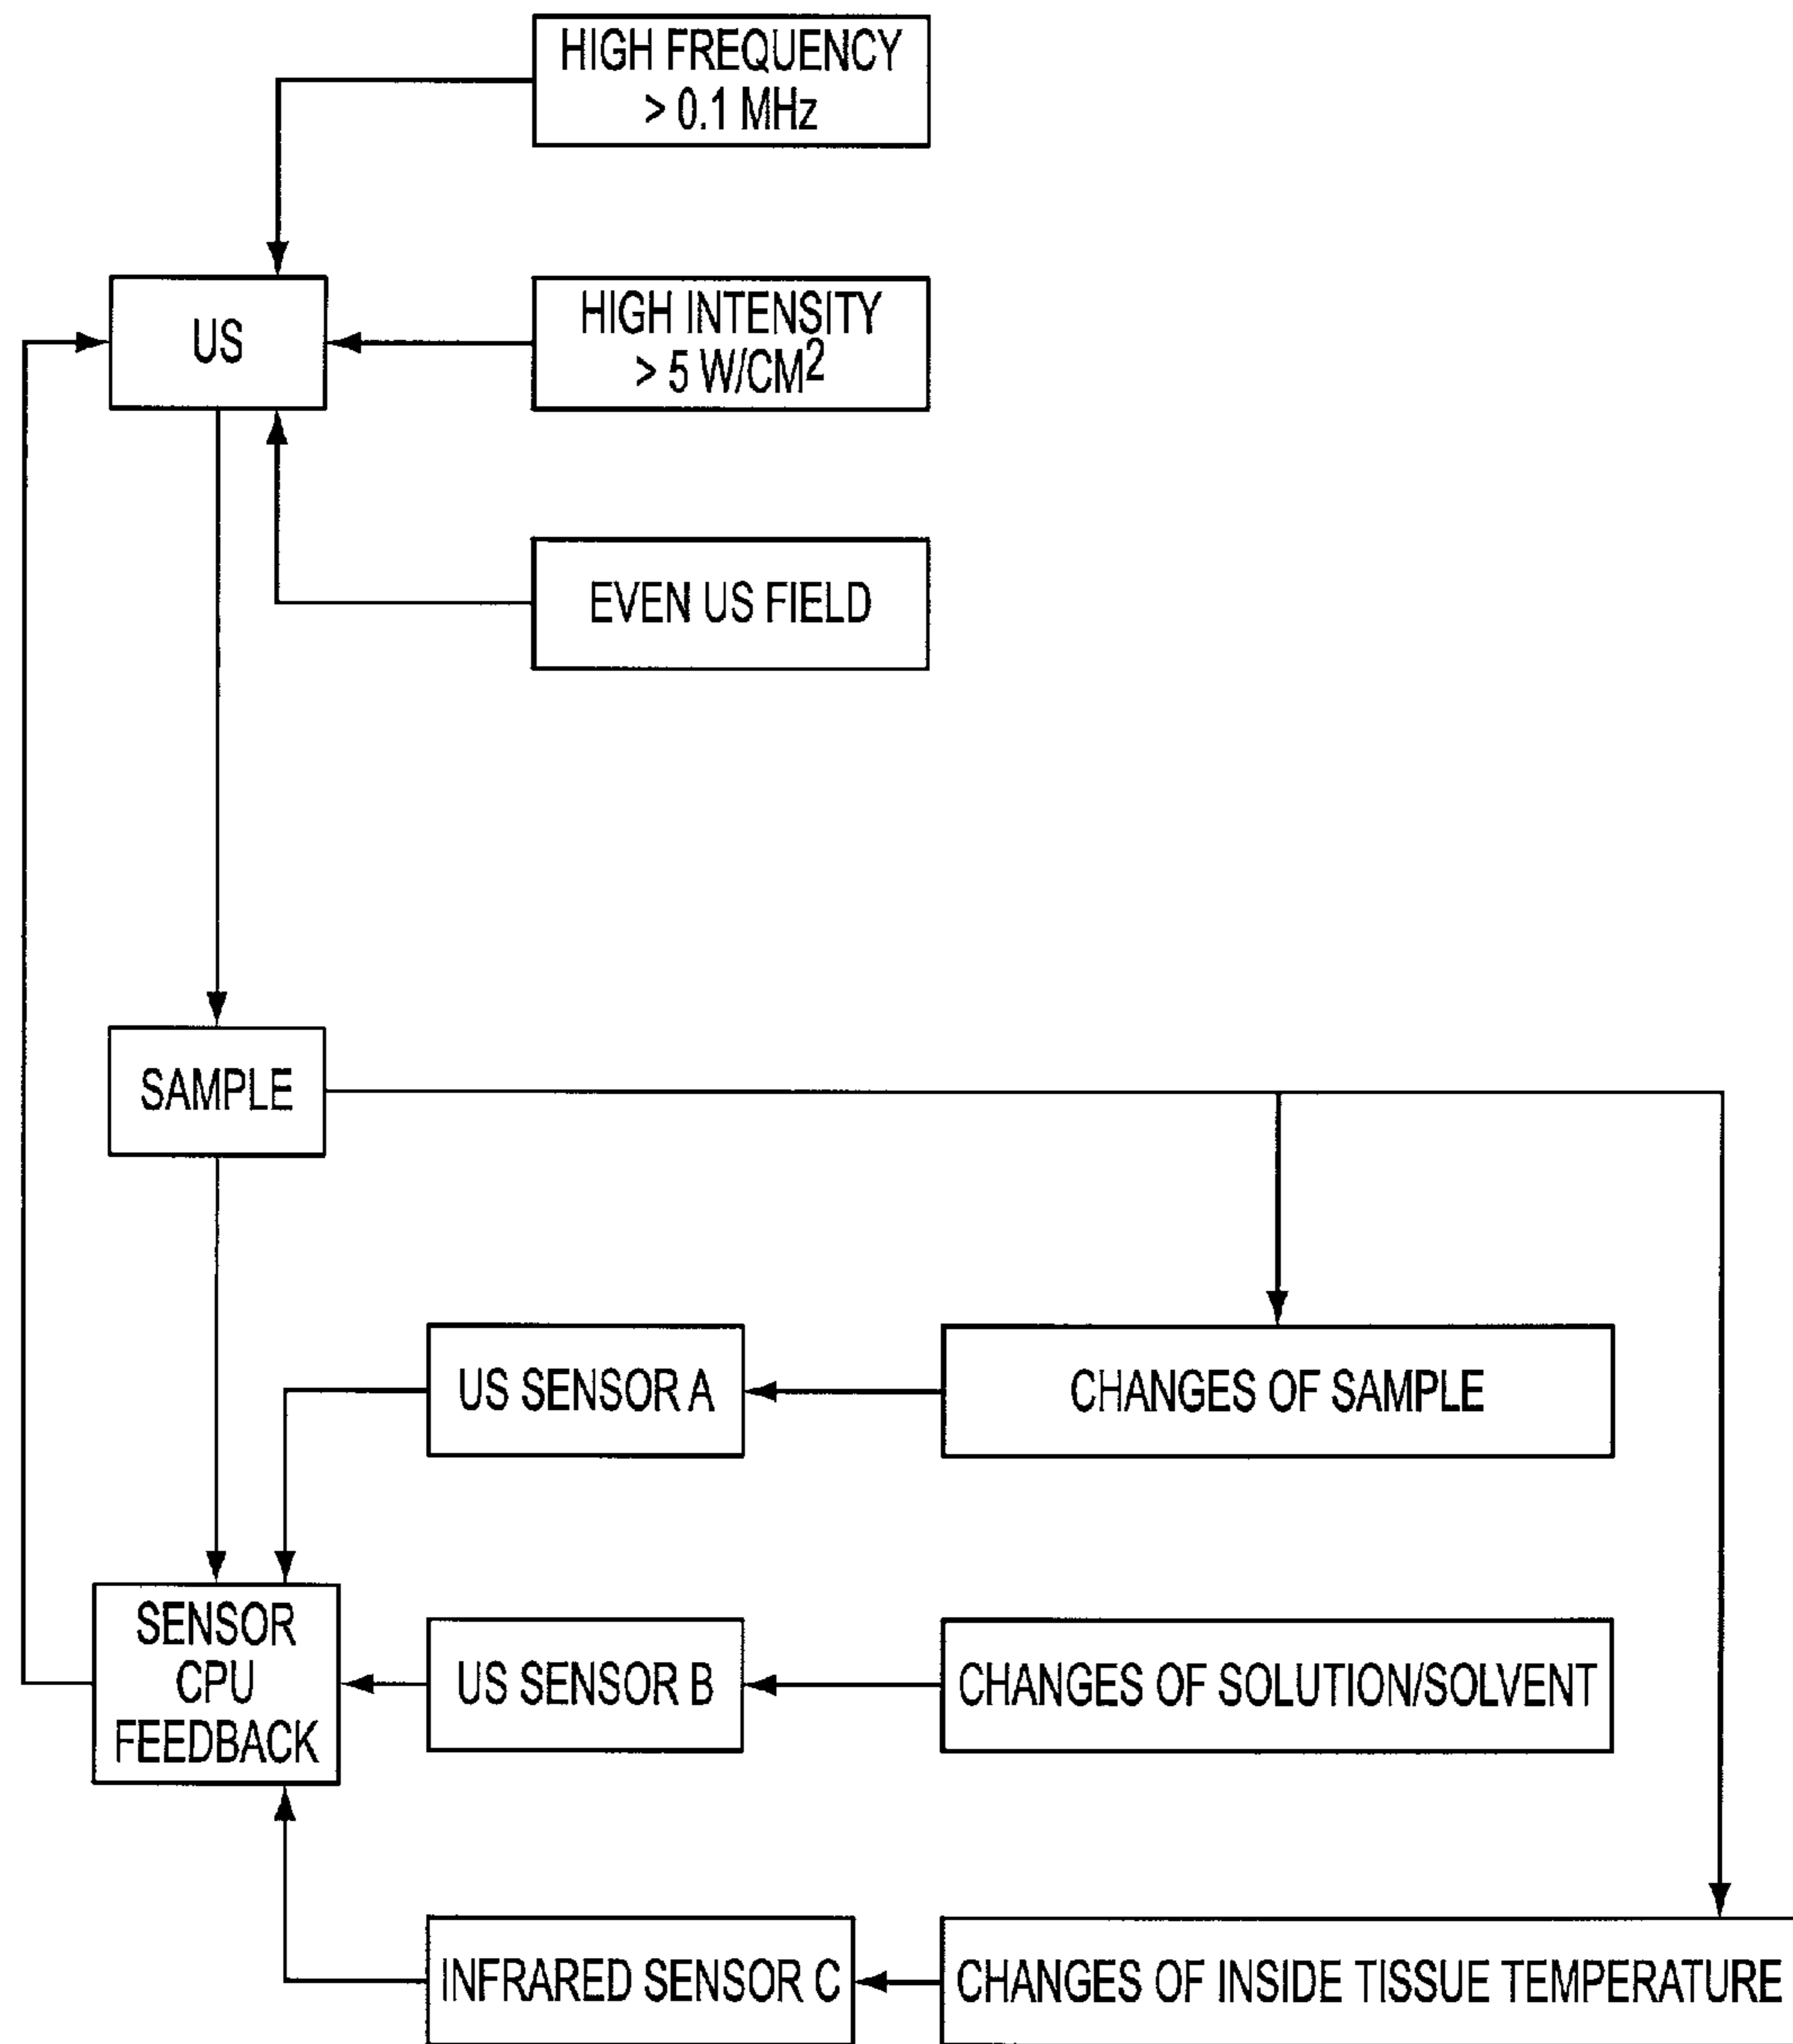 HIGH FREQUENCY
> 0.1 MHz
US
HIGH INTENSITY
> 5 W/CM²
EVEN US FIELD
SAMPLE
US SENSOR A
CHANGES OF SAMPLE
SENSOR
CPU
FEEDBACK
US SENSOR B
CHANGES OF SOLUTION/SOLVENT
INFRARED SENSOR C
CHANGES OF INSIDE TISSUE TEMPERATURE